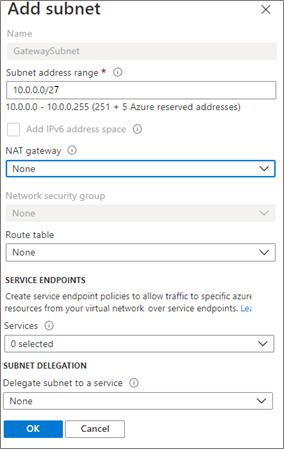 Add subnet
Name
GatewaySubnet
Subnet address range *
10.0.0.0/27
10.0.0.0 - 10.0.0.255 (251 + 5 Azure reserved addresses)
Add IPv6 address space
NAT gateway
None
Network security group
None
Route table
None
SERVICE ENDPOINTS
Create service endpoint policies to allow traffic to specific azure
resources from your virtual network over service endpoints. Lea
Services
0 selected
SUBNET DELEGATION
Delegate subnet to a service
None
OK Cancel